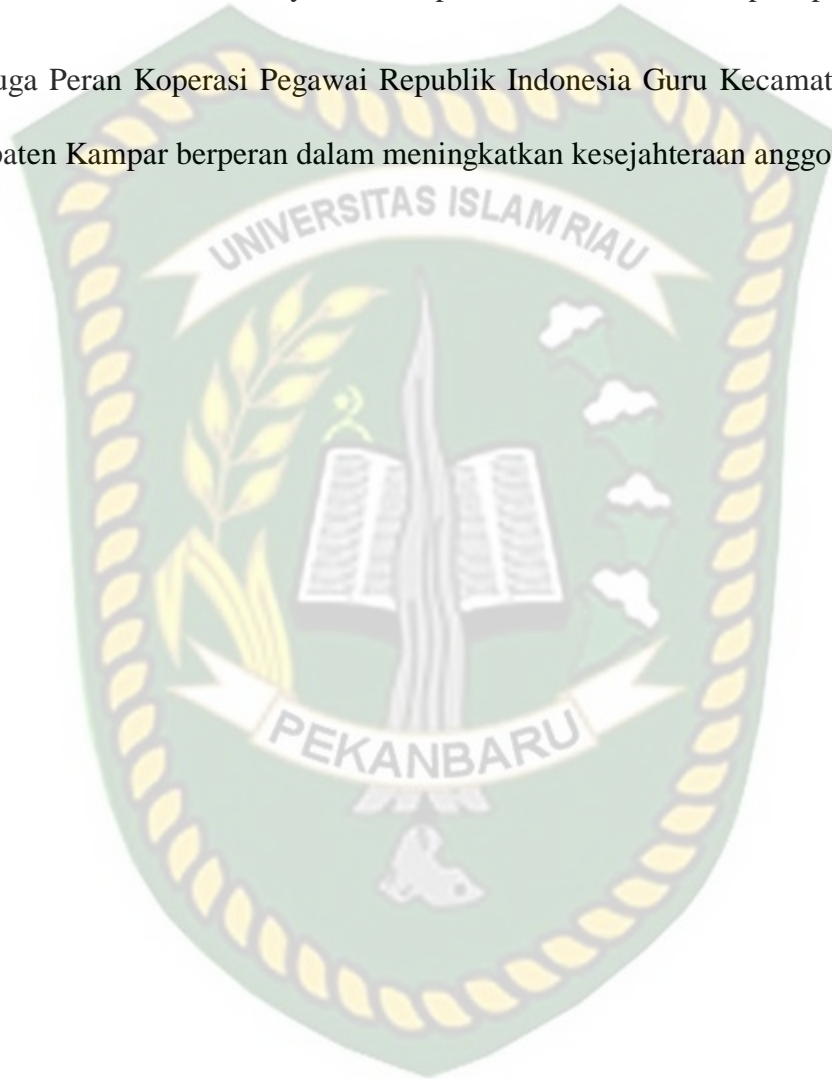 uga Peran Koperasi Pegawai Republik Indonesia Guru Kecamat
paten Kampar berperan dalam meningkatkan kesejahteraan anggo
UNIVERSITAS ISLAM RIAU
PEKANBARU